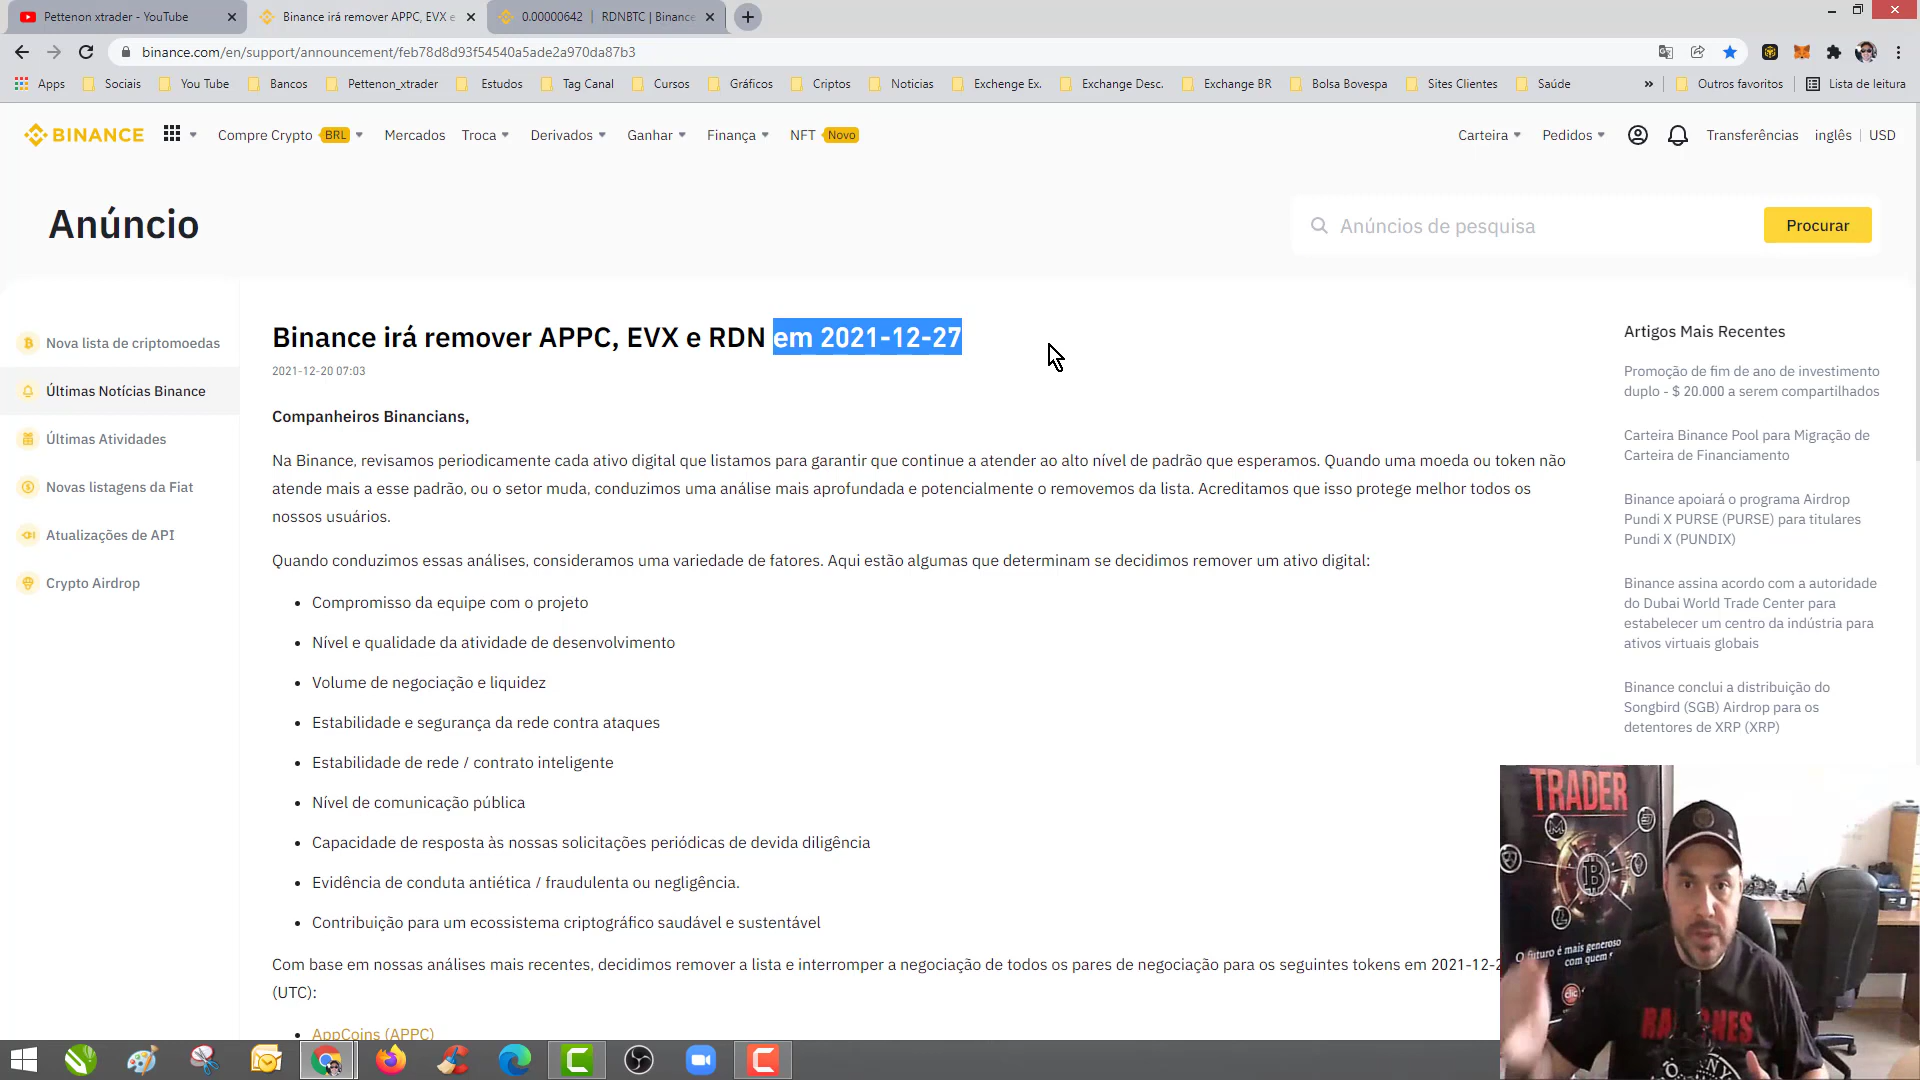 Pettenon xtrader - YouTube
Binance irá remover APPC, EVX e
0.00000642 | RDNBTC | Binance
binance.com/en/support/announcement/feb78d8d93f54540a5ade2a970da87b3
Apps Sociais You Tube Bancos Pettenon_xtrader Estudos Tag Canal Cursos Gráficos Criptos Noticias Exchenge Ex. Exchange Desc. Exchange BR Bolsa Bovespa Sites Clientes Saúde » Outros favoritos Lista de leitura
BINANCE Compre Crypto BRL Mercados Troca Derivados Ganhar Finança NFT Novo Carteira Pedidos Transferências inglês | USD
Anúncio
Anúncios de pesquisa
Procurar
Nova lista de criptomoedas
Últimas Notícias Binance
Últimas Atividades
Novas listagens da Fiat
Atualizações de API
Crypto Airdrop
Binance irá remover APPC, EVX e RDN em 2021-12-27
2021-12-20 07:03
Companheiros Binancians,
Na Binance, revisamos periodicamente cada ativo digital que listamos para garantir que continue a atender ao alto nível de padrão que esperamos. Quando uma moeda ou token não
atende mais a esse padrão, ou o setor muda, conduzimos uma análise mais aprofundada e potencialmente o removemos da lista. Acreditamos que isso protege melhor todos os
nossos usuários.
Quando conduzimos essas análises, consideramos uma variedade de fatores. Aqui estão algumas que determinam se decidimos remover um ativo digital:
• Compromisso da equipe com o projeto
• Nível e qualidade da atividade de desenvolvimento
• Volume de negociação e liquidez
• Estabilidade e segurança da rede contra ataques
• Estabilidade de rede / contrato inteligente
• Nível de comunicação pública
• Capacidade de resposta às nossas solicitações periódicas de devida diligência
• Evidência de conduta antiética / fraudulenta ou negligência.
• Contribuição para um ecossistema criptográfico saudável e sustentável
Com base em nossas análises mais recentes, decidimos remover a lista e interromper a negociação de todos os pares de negociação para os seguintes tokens em 2021-12-2
(UTC):
• AppCoins (APPC)
Artigos Mais Recentes
Promoção de fim de ano de investimento
duplo - $ 20.000 a serem compartilhados
Carteira Binance Pool para Migração de
Carteira de Financiamento
Binance apoiará o programa Airdrop
Pundi X PURSE (PURSE) para titulares
Pundi X (PUNDIX)
Binance assina acordo com a autoridade
do Dubai World Trade Center para
estabelecer um centro da indústria para
ativos virtuais globais
Binance conclui a distribuição do
Songbird (SGB) Airdrop para os
detentores de XRP (XRP)
TRADER
O futuro é mais generoso
com quem